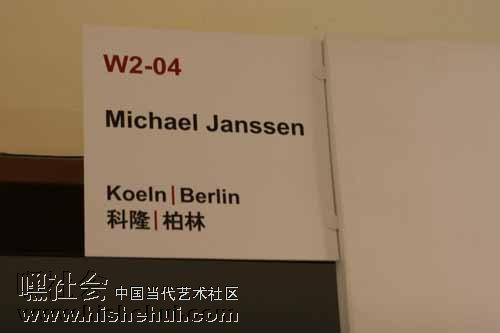 W2-04
Michael Janssen
Koeln|Berlin
科隆|柏林
嘿社会 中国当代艺术社区
www.hishehui.com